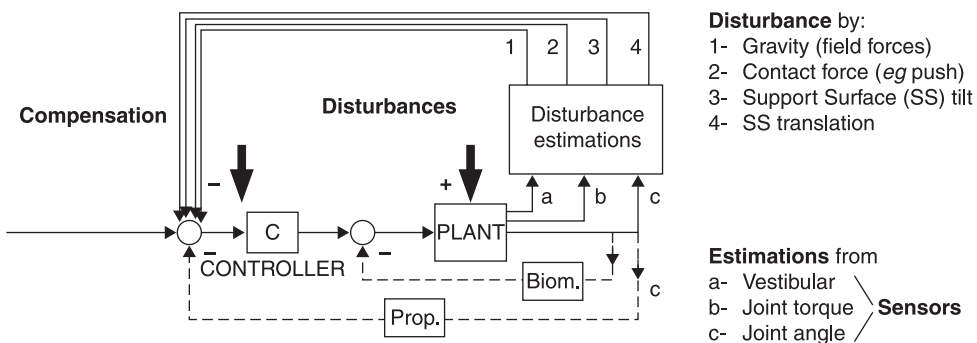 1 2 3 4
Disturbance by:
1- Gravity (field forces)
2- Contact force (eg push)
3- Support Surface (SS) tilt
4- SS translation
Compensation
Disturbances
Disturbance
estimations
–
+
a b c
C
PLANT
–
–
CONTROLLER
Biom.
c
Prop.
Estimations from
a- Vestibular
b- Joint torque
c- Joint angle
Sensors